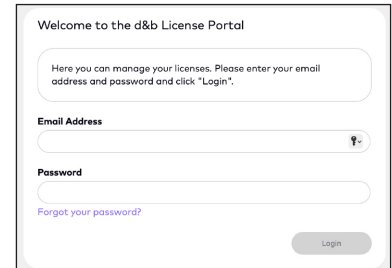 Welcome to the d&b License Portal
Here you can manage your licenses. Please enter your email
address and password and click "Login".
Email Address
Password
Forgot your password?
Login